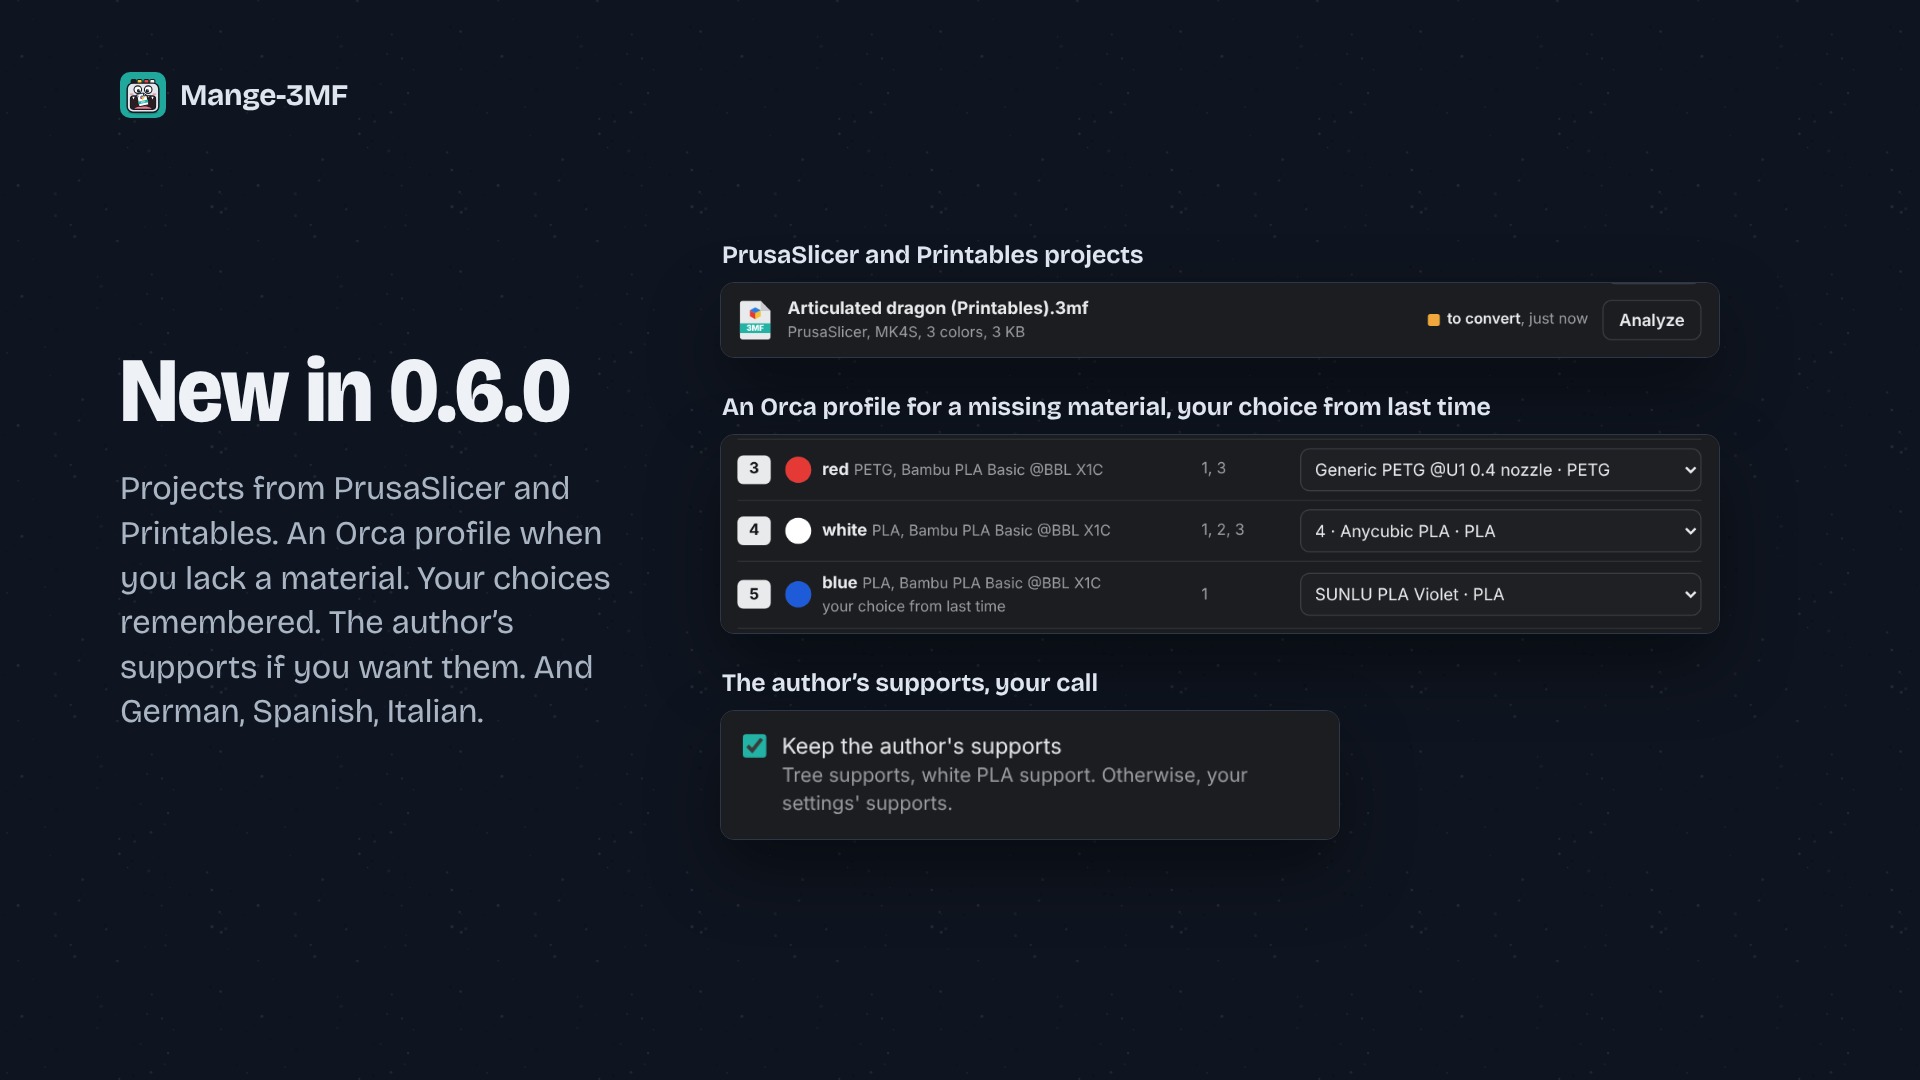 Mange-3MF
New in 0.6.0
Projects from PrusaSlicer and
Printables. An Orca profile when
you lack a material. Your choices
remembered. The author’s
supports if you want them. And
German, Spanish, Italian.
PrusaSlicer and Printables projects
3MF
Articulated dragon (Printables).3mf
PrusaSlicer, MK4S, 3 colors, 3 KB
to convert, just now
Analyze
An Orca profile for a missing material, your choice from last time
3 red PETG, Bambu PLA Basic @BBL X1C 1, 3 Generic PETG @U1 0.4 nozzle · PETG
4 white PLA, Bambu PLA Basic @BBL X1C 1, 2, 3 4 · Anycubic PLA · PLA
5 blue PLA, Bambu PLA Basic @BBL X1C 1 SUNLU PLA Violet · PLA
your choice from last time
The author’s supports, your call
Keep the author's supports
Tree supports, white PLA support. Otherwise, your
settings' supports.